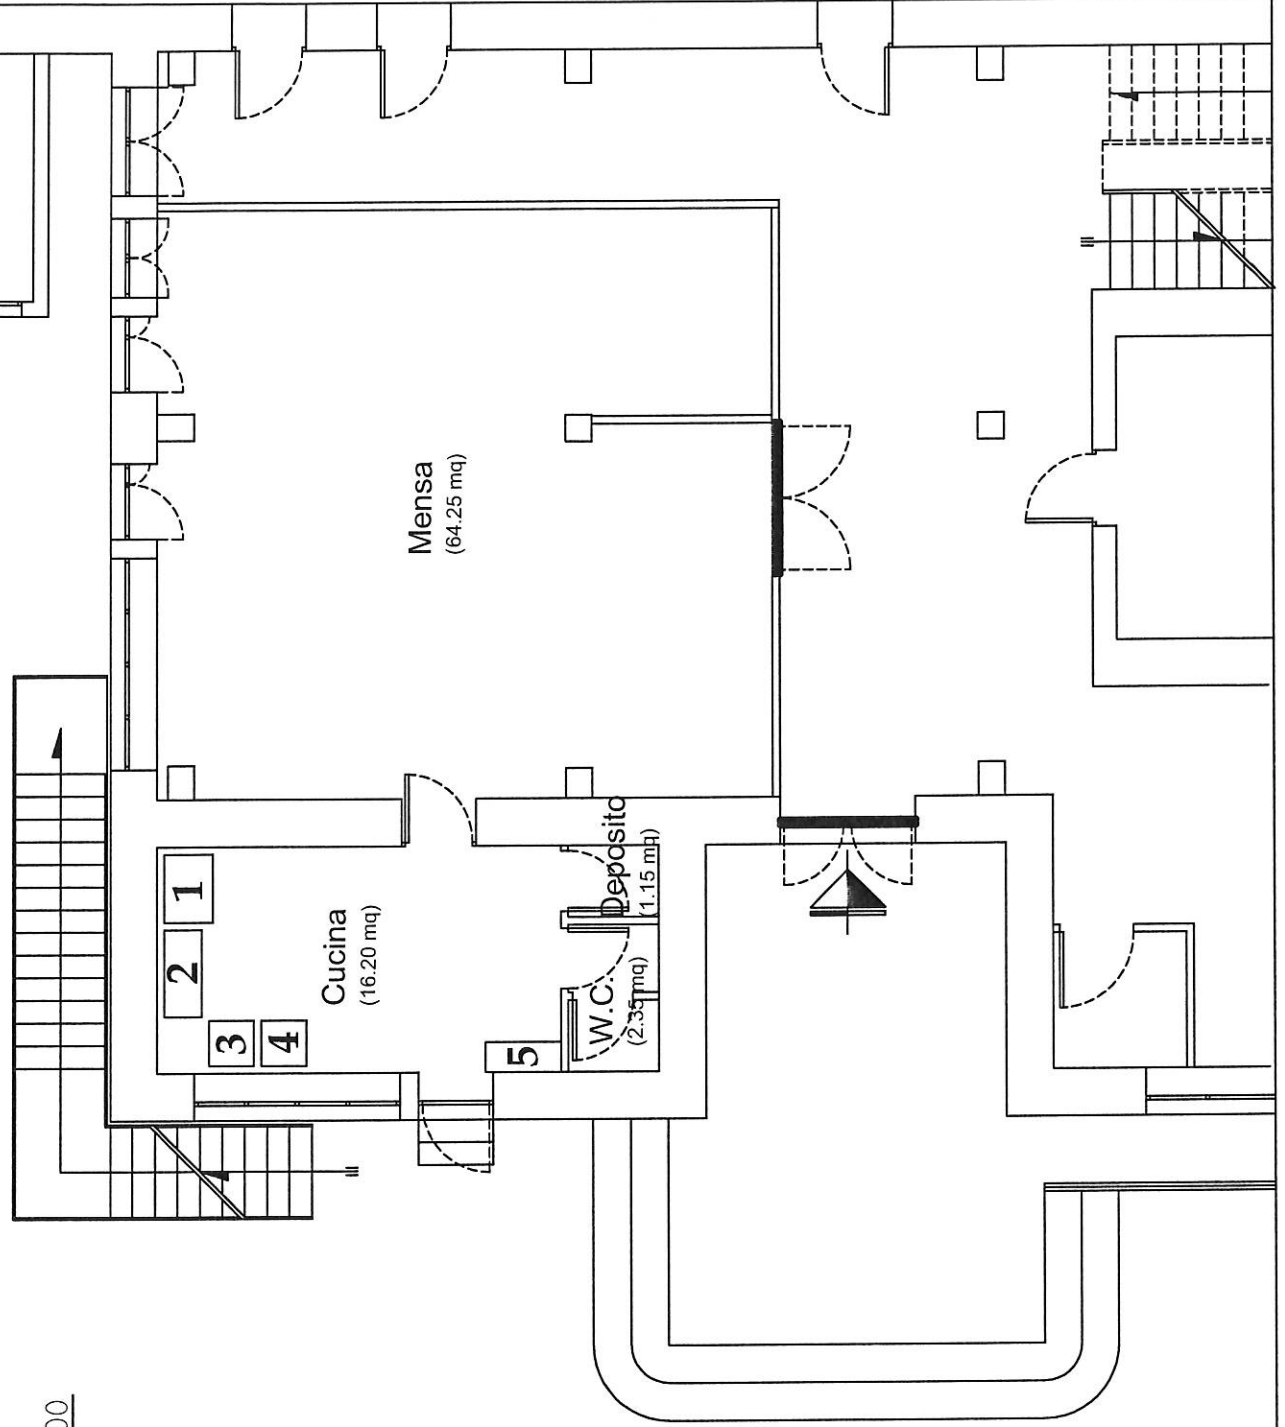 Mensa
(64.25 mq)
Cucina
(16.20 mq)
Deposito
(1.15 mq)
W.C.
(2.35 mq)
1
2
3
4
5
00